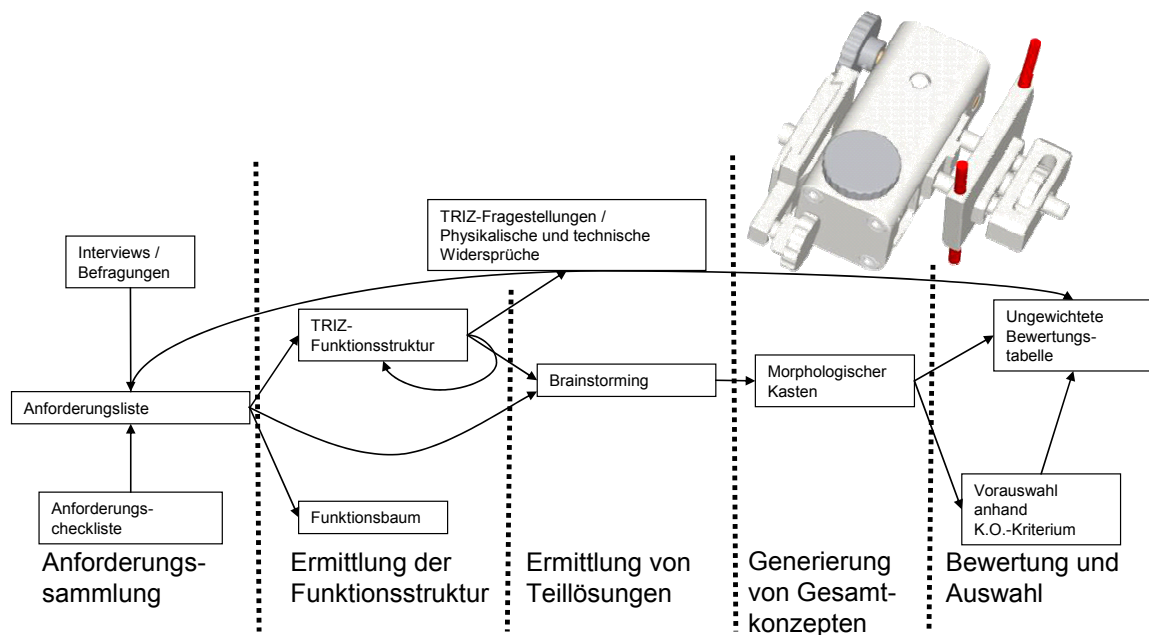 TRIZ-Fragestellungen /
Physikalische und technische
Widersprüche
Interviews /
Befragungen
TRIZ-
Funktionsstruktur
Ungewichtete
Bewertungs-
tabelle
Brainstorming
Morphologischer
Kasten
Anforderungsliste
Anforderungs-
checkliste
Funktionsbaum
Vorauswahl
anhand
K.O.-Kriterium
Anforderungs-
sammlung
Ermittlung der
Funktionsstruktur
Ermittlung von
Teillösungen
Generierung
von Gesamt-
konzepten
Bewertung und
Auswahl